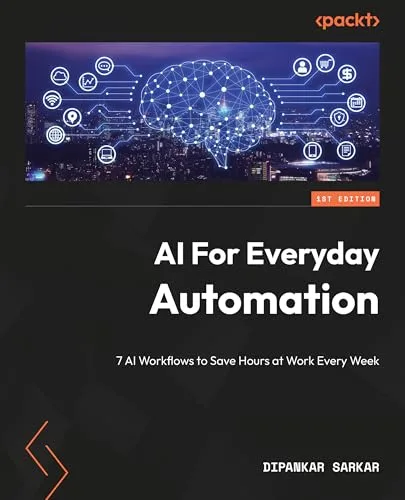 <packt>
1ST EDITION
AI For Everyday
Automation
7 AI Workflows to Save Hours at Work Every Week
DIPANKAR SARKAR